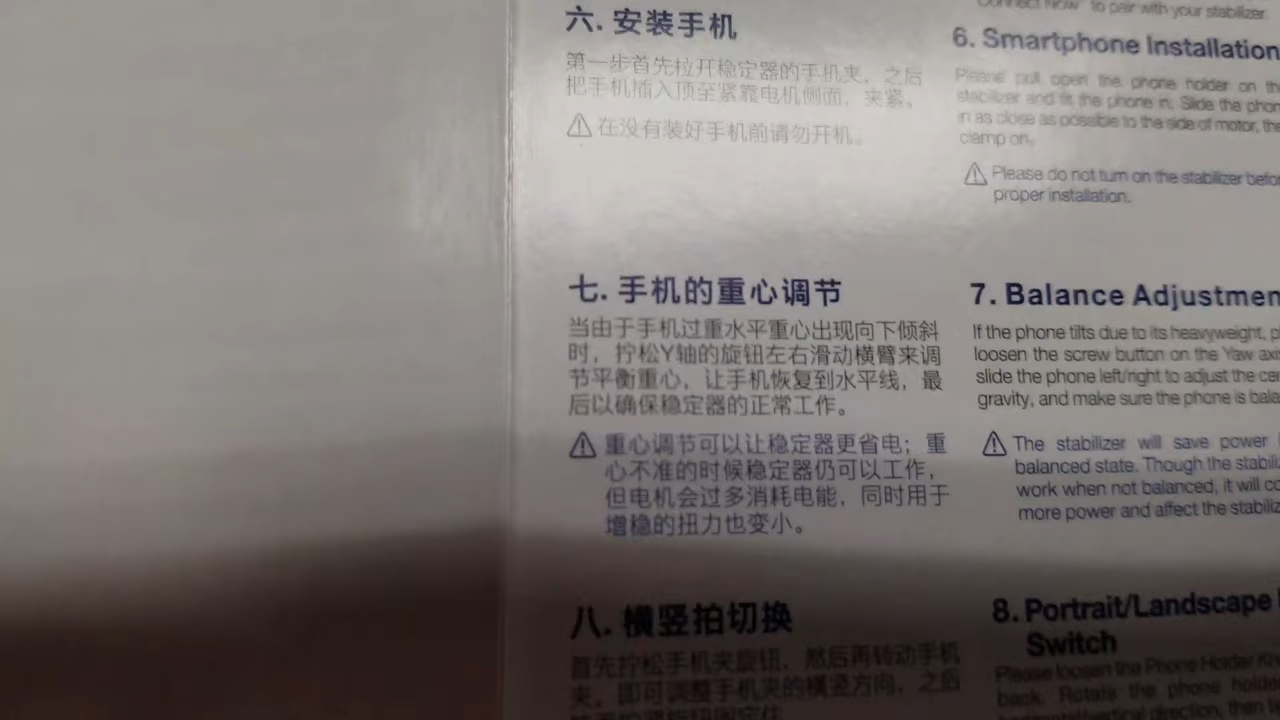 六. 安装手机
第一步首先拉开稳定器的手机夹，之后
把手机插入顶至紧靠电机侧面，夹紧。
⚠ 在没有装好手机前请勿开机。
七. 手机的重心调节
当由于手机过重水平重心出现向下倾斜
时，拧松Y轴的旋钮左右滑动横臂来调
节平衡重心，让手机恢复到水平线，最
后以确保稳定器的正常工作。
⚠ 重心调节可以让稳定器更省电；重
心不准的时候稳定器仍可以工作，
但电机会过多消耗电能，同时用于
增稳的扭力也变小。
八. 横竖拍切换
首先拧松手机夹旋钮，然后再转动手机
夹，即可调整手机夹的横竖方向，之后
Connect Now" to pair with your stabilizer.
6. Smartphone Installation
Please pull open the phone holder on
stabilizer and fit the phone in. Slide the
in as close as possible to the side of motor,
clamp on.
⚠ Please do not turn on the stabilizer
proper installation.
7. Balance
If the phone tilts due to its heavyweight,
loosen the screw button on the Yaw
slide the phone left/right to adjust the
gravity, and make sure the phone is
⚠ The stabilizer will save power
balanced state. Though the
work when not balanced, it will
more power and affect the
8. Portrait/Landscape
Switch
Please loosen the Phone Holder
back. Rotate the phone